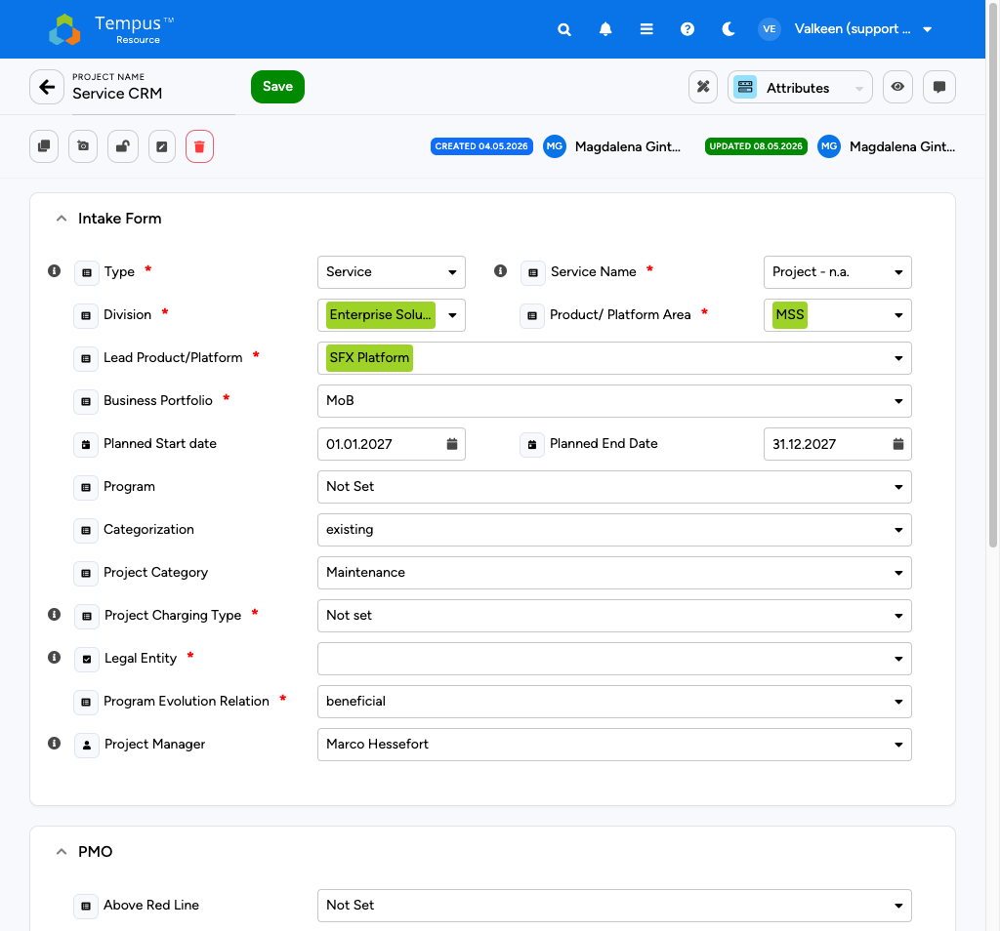 Tempus™
Resource
VE Valkeen (support ...
PROJECT NAME
Service CRM
Save
Attributes
CREATED 04.05.2026 MG Magdalena Gint... UPDATED 08.05.2026 MG Magdalena Gint...
Intake Form
Type * Service Service Name * Project - n.a.
Division * Enterprise Solu... Product/ Platform Area * MSS
Lead Product/Platform * SFX Platform
Business Portfolio * MoB
Planned Start date 01.01.2027 Planned End Date 31.12.2027
Program Not Set
Categorization existing
Project Category Maintenance
Project Charging Type * Not set
Legal Entity *
Program Evolution Relation * beneficial
Project Manager Marco Hessefort
PMO
Above Red Line Not Set